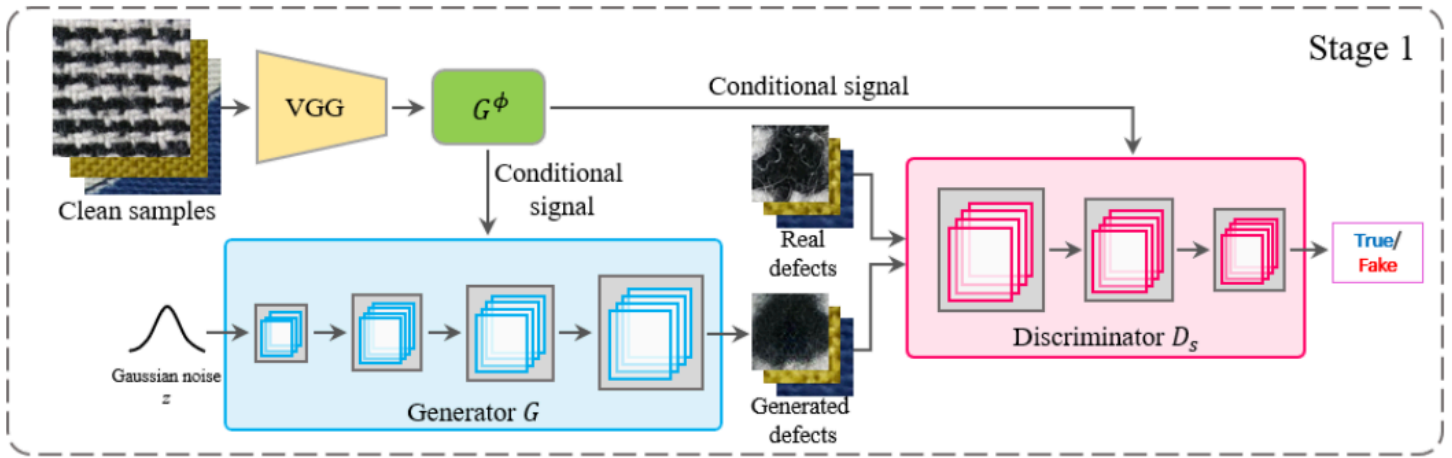 Stage 1
VGG
G^ϕ
Conditional signal
Clean samples
Conditional
signal
Real
defects
True/
Fake
Gaussian noise
z
Generator G
Generated
defects
Discriminator D_s